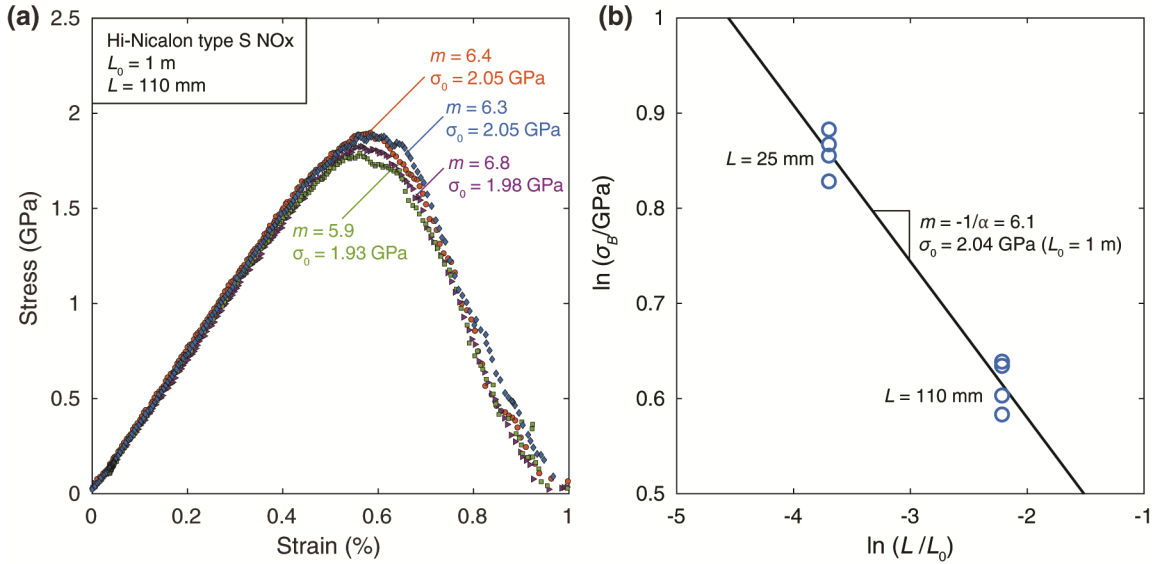 (a)
2.5
2
1.5
1
0.5
0
Stress (GPa)
Hi-Nicalon type S NOx
L₀ = 1 m
L = 110 mm
m = 6.4
σ₀ = 2.05 GPa
m = 6.3
σ₀ = 2.05 GPa
m = 6.8
σ₀ = 1.98 GPa
m = 5.9
σ₀ = 1.93 GPa
0 0.2 0.4 0.6 0.8 1
Strain (%)
(b)
1
0.9
0.8
0.7
0.6
0.5
ln (σ_B/GPa)
L = 25 mm
m = -1/α = 6.1
σ₀ = 2.04 GPa (L₀ = 1 m)
L = 110 mm
-5 -4 -3 -2 -1
ln (L/L₀)